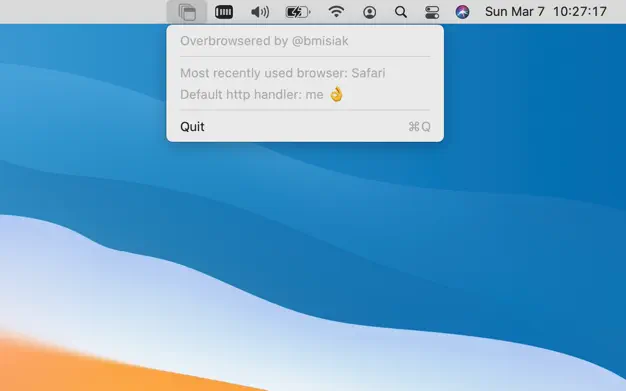 Sun Mar 7 10:27:17
Overbrowsered by @bmisiak
Most recently used browser: Safari
Default http handler: me 👌
Quit ⌘Q